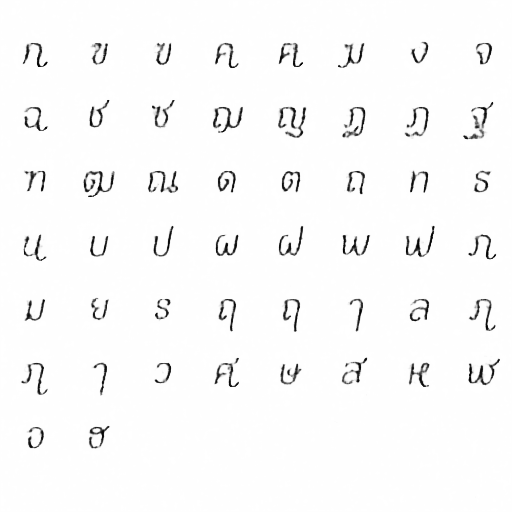 ก ข ฃ ค ฅ ฆ ง จ
ฉ ช ซ ฌ ญ ฎ ฏ ฐ
ฑ ฒ ณ ด ต ถ ท ธ
น บ ป ผ ฝ พ ฟ ภ
ม ย ร ฤ ฤ ๅ ล ฦ
ฦ ๅ ว ศ ษ ส ห ฬ
อ ฮ